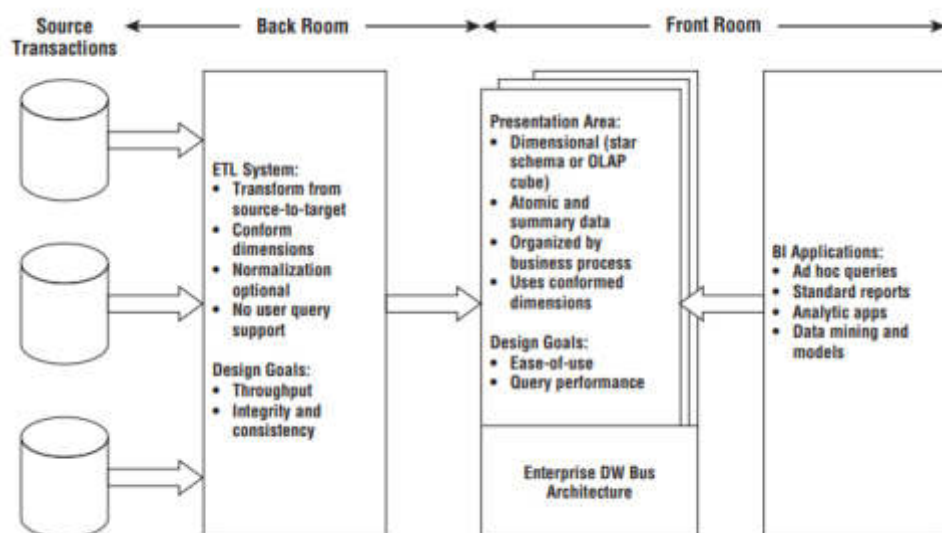 Source
Transactions
Back Room
Front Room
ETL System:
• Transform from
source-to-target
• Conform
dimensions
• Normalization
optional
• No user query
support
Design Goals:
• Throughput
• Integrity and
consistency
Presentation Area:
• Dimensional (star
schema or OLAP
cube)
• Atomic and
summary data
• Organized by
business process
• Uses conformed
dimensions
Design Goals:
• Ease-of-use
• Query performance
Enterprise DW Bus
Architecture
BI Applications:
• Ad hoc queries
• Standard reports
• Analytic apps
• Data mining and
models